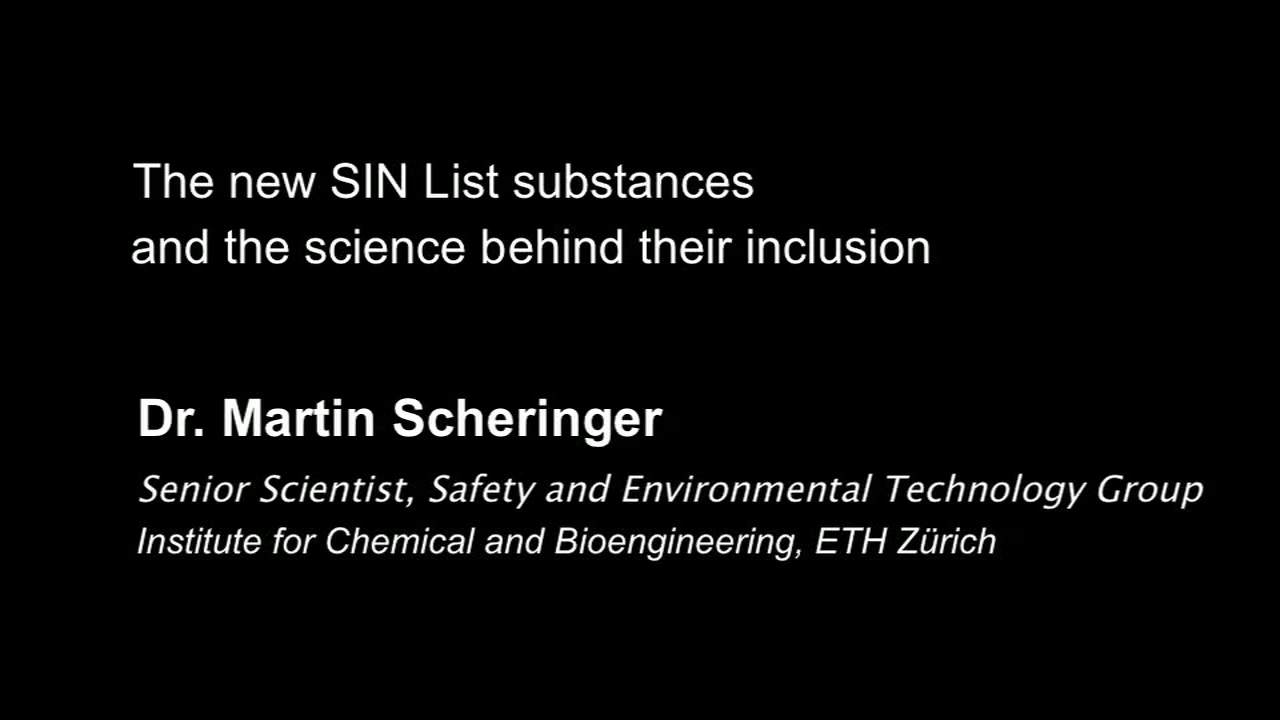 The new SIN List substances
and the science behind their inclusion
Dr. Martin Scheringer
Senior Scientist, Safety and Environmental Technology Group
Institute for Chemical and Bioengineering, ETH Zürich